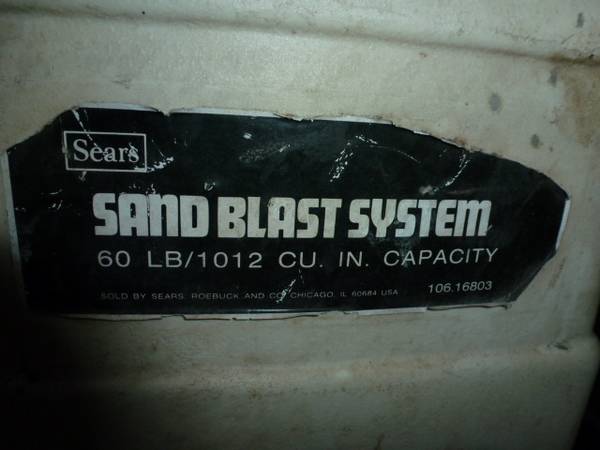 Sears
SAND BLAST SYSTEM
60 LB/1012 CU. IN. CAPACITY
SOLD BY SEARS, ROEBUCK AND CO. CHICAGO, IL 60684 USA
106.16803